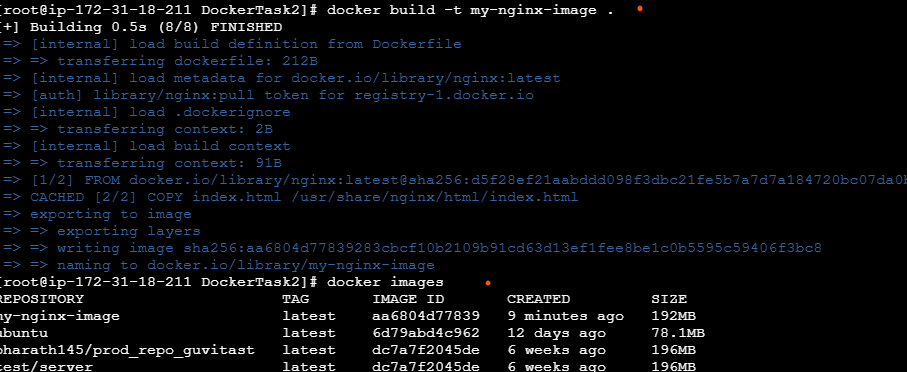 [root@ip-172-31-18-211 DockerTask2]# docker build -t my-nginx-image .
[+] Building 0.5s (8/8) FINISHED
=> [internal] load build definition from Dockerfile
=> => transferring dockerfile: 212B
=> [internal] load metadata for docker.io/library/nginx:latest
=> [auth] library/nginx:pull token for registry-1.docker.io
=> [internal] load .dockerignore
=> => transferring context: 2B
=> [internal] load build context
=> => transferring context: 91B
=> [1/2] FROM docker.io/library/nginx:latest@sha256:d5f28ef21aabddd098f3dbc21fe5b7a7d7a184720bc07da0b
=> CACHED [2/2] COPY index.html /usr/share/nginx/html/index.html
=> exporting to image
=> => exporting layers
=> => writing image sha256:aa6804d77839283cbcf10b2109b91cd63d13ef1fee8be1c0b5595c59406f3bc8
=> => naming to docker.io/library/my-nginx-image
[root@ip-172-31-18-211 DockerTask2]# docker images
REPOSITORY TAG IMAGE ID CREATED SIZE
my-nginx-image latest aa6804d77839 9 minutes ago 192MB
ubuntu latest 6d79abd4c962 12 days ago 78.1MB
bharath145/prod_repo_guvitast latest dc7a7f2045de 6 weeks ago 196MB
test/server latest dc7a7f2045de 6 weeks ago 196MB